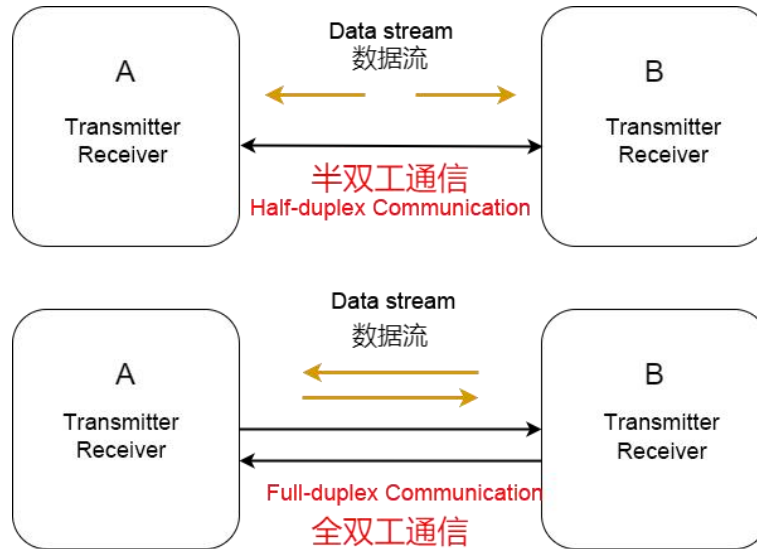 A
Transmitter
Receiver
Data stream
数据流
B
Transmitter
Receiver
半双工通信
Half-duplex Communication
A
Transmitter
Receiver
Data stream
数据流
B
Transmitter
Receiver
Full-duplex Communication
全双工通信